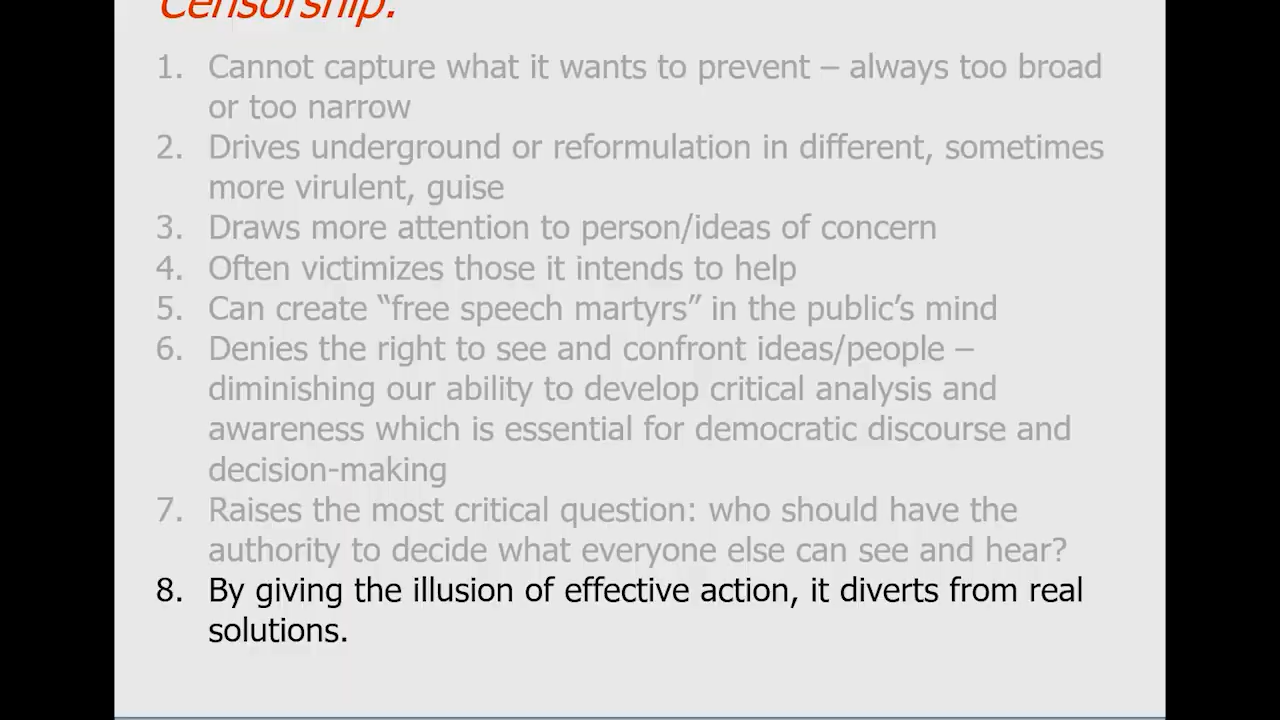 Censorship:
1. Cannot capture what it wants to prevent – always too broad
or too narrow
2. Drives underground or reformulation in different, sometimes
more virulent, guise
3. Draws more attention to person/ideas of concern
4. Often victimizes those it intends to help
5. Can create “free speech martyrs” in the public’s mind
6. Denies the right to see and confront ideas/people –
diminishing our ability to develop critical analysis and
awareness which is essential for democratic discourse and
decision-making
7. Raises the most critical question: who should have the
authority to decide what everyone else can see and hear?
8. By giving the illusion of effective action, it diverts from real
solutions.